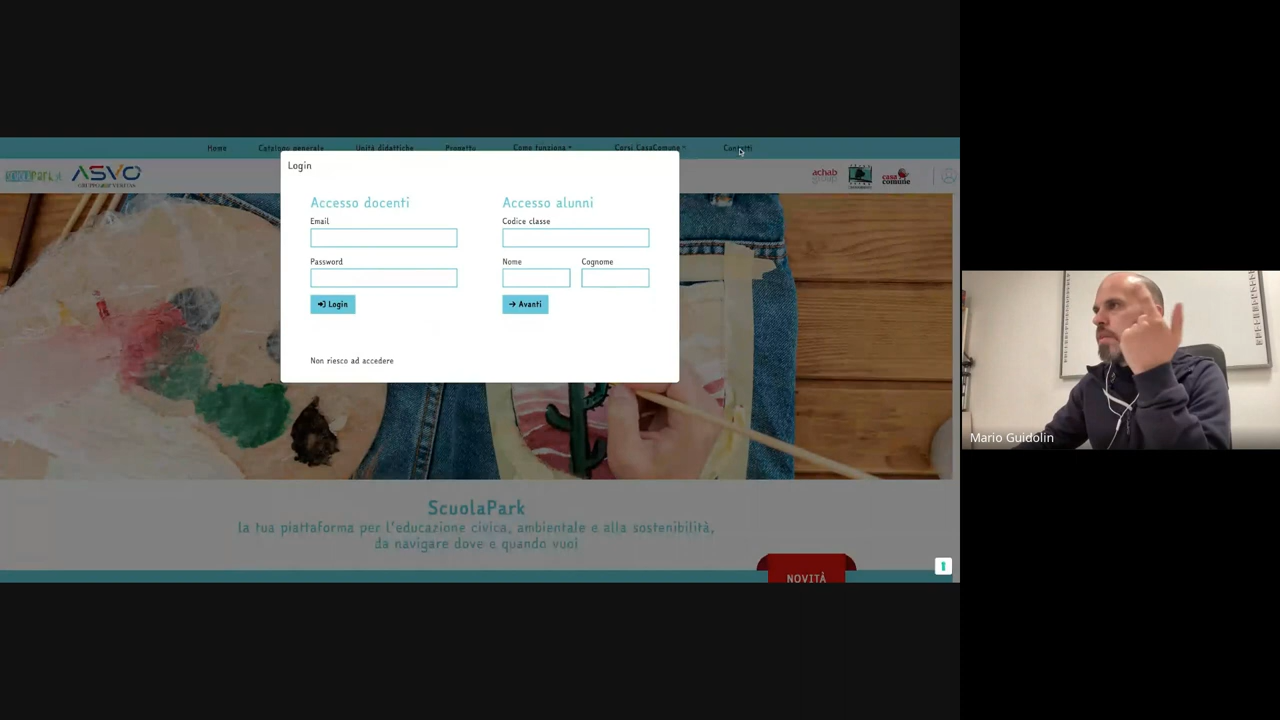 Home Catalogo generale Unità didattiche Progetto Come funziona Corsi CasaComune Contatti
ASVO
achab group
casa comune
Login
Accesso docenti
Email
Password
Login
Accesso alunni
Codice classe
Nome Cognome
Avanti
Non riesco ad accedere
ScuolaPark
la tua piattaforma per l'educazione civica, ambientale e alla sostenibilità,
da navigare dove e quando vuoi
NOVITÀ
Mario Guidolin